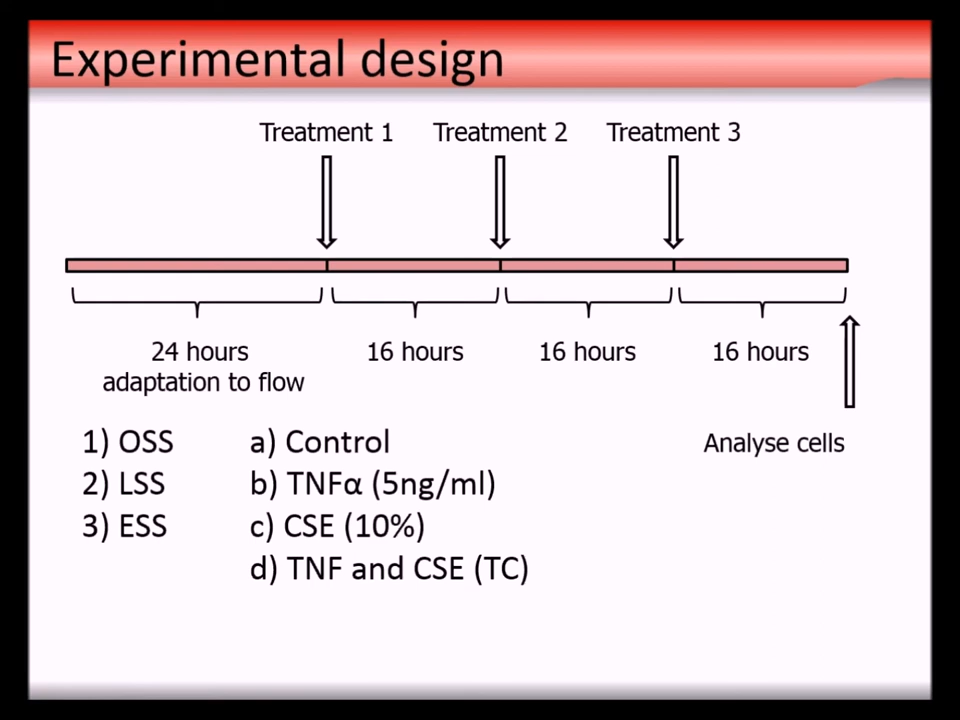 Experimental design
Treatment 1 Treatment 2 Treatment 3
24 hours
adaptation to flow
16 hours 16 hours 16 hours
1) OSS
2) LSS
3) ESS
a) Control
b) TNFα (5ng/ml)
c) CSE (10%)
d) TNF and CSE (TC)
Analyse cells